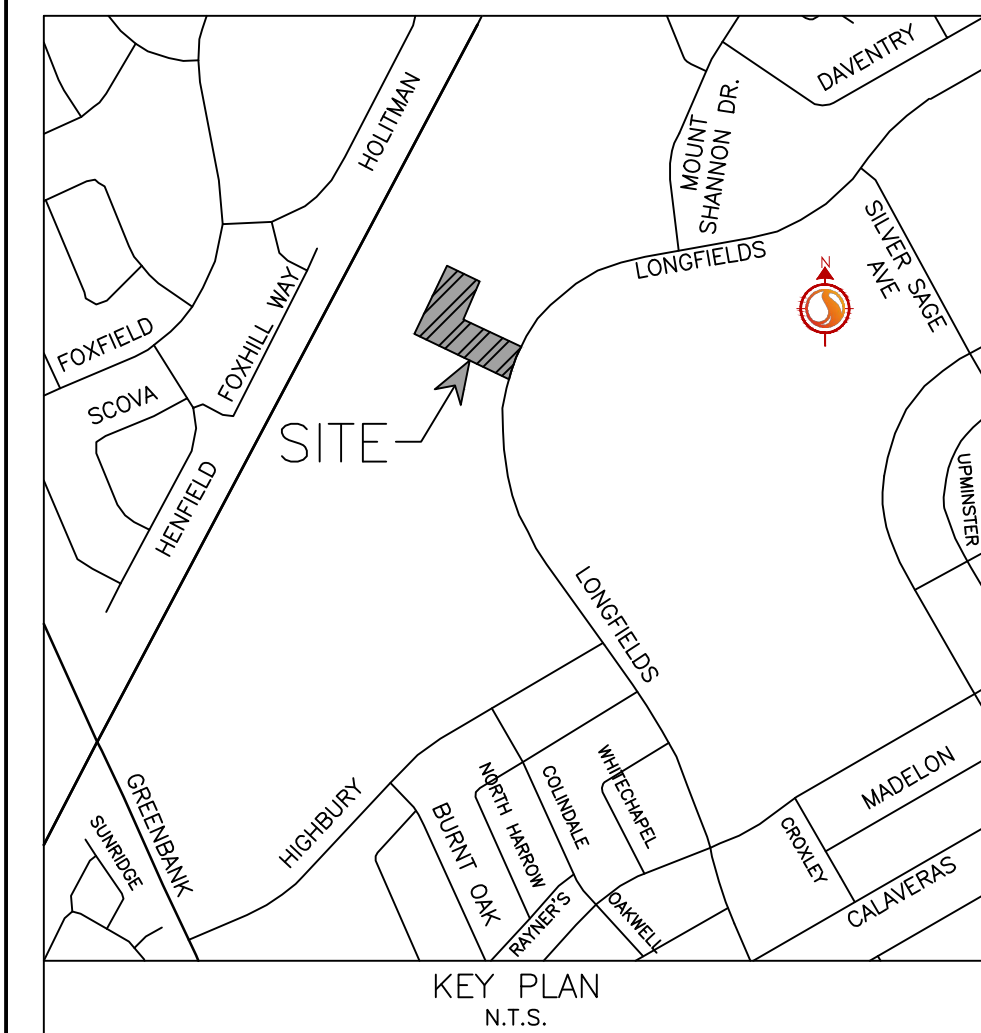 DAVENTRY
HOLITMAN
MOUNT
SHANNON DR.
SILVER SAGE
AVE
LONGFIELDS
N
FOXHILL WAY
FOXFIELD
SCOVA
SITE
HENFIELD
UPMINSTER
LONGFIELDS
GREENBANK
SUNRIDGE
HIGHBURY
BURNT OAK
NORTH HARROW
COLINDALE
WHITECHAPEL
MADELON
CROXLEY
CALAVERAS
RAYNER'S
OAKWELL
KEY PLAN
N.T.S.